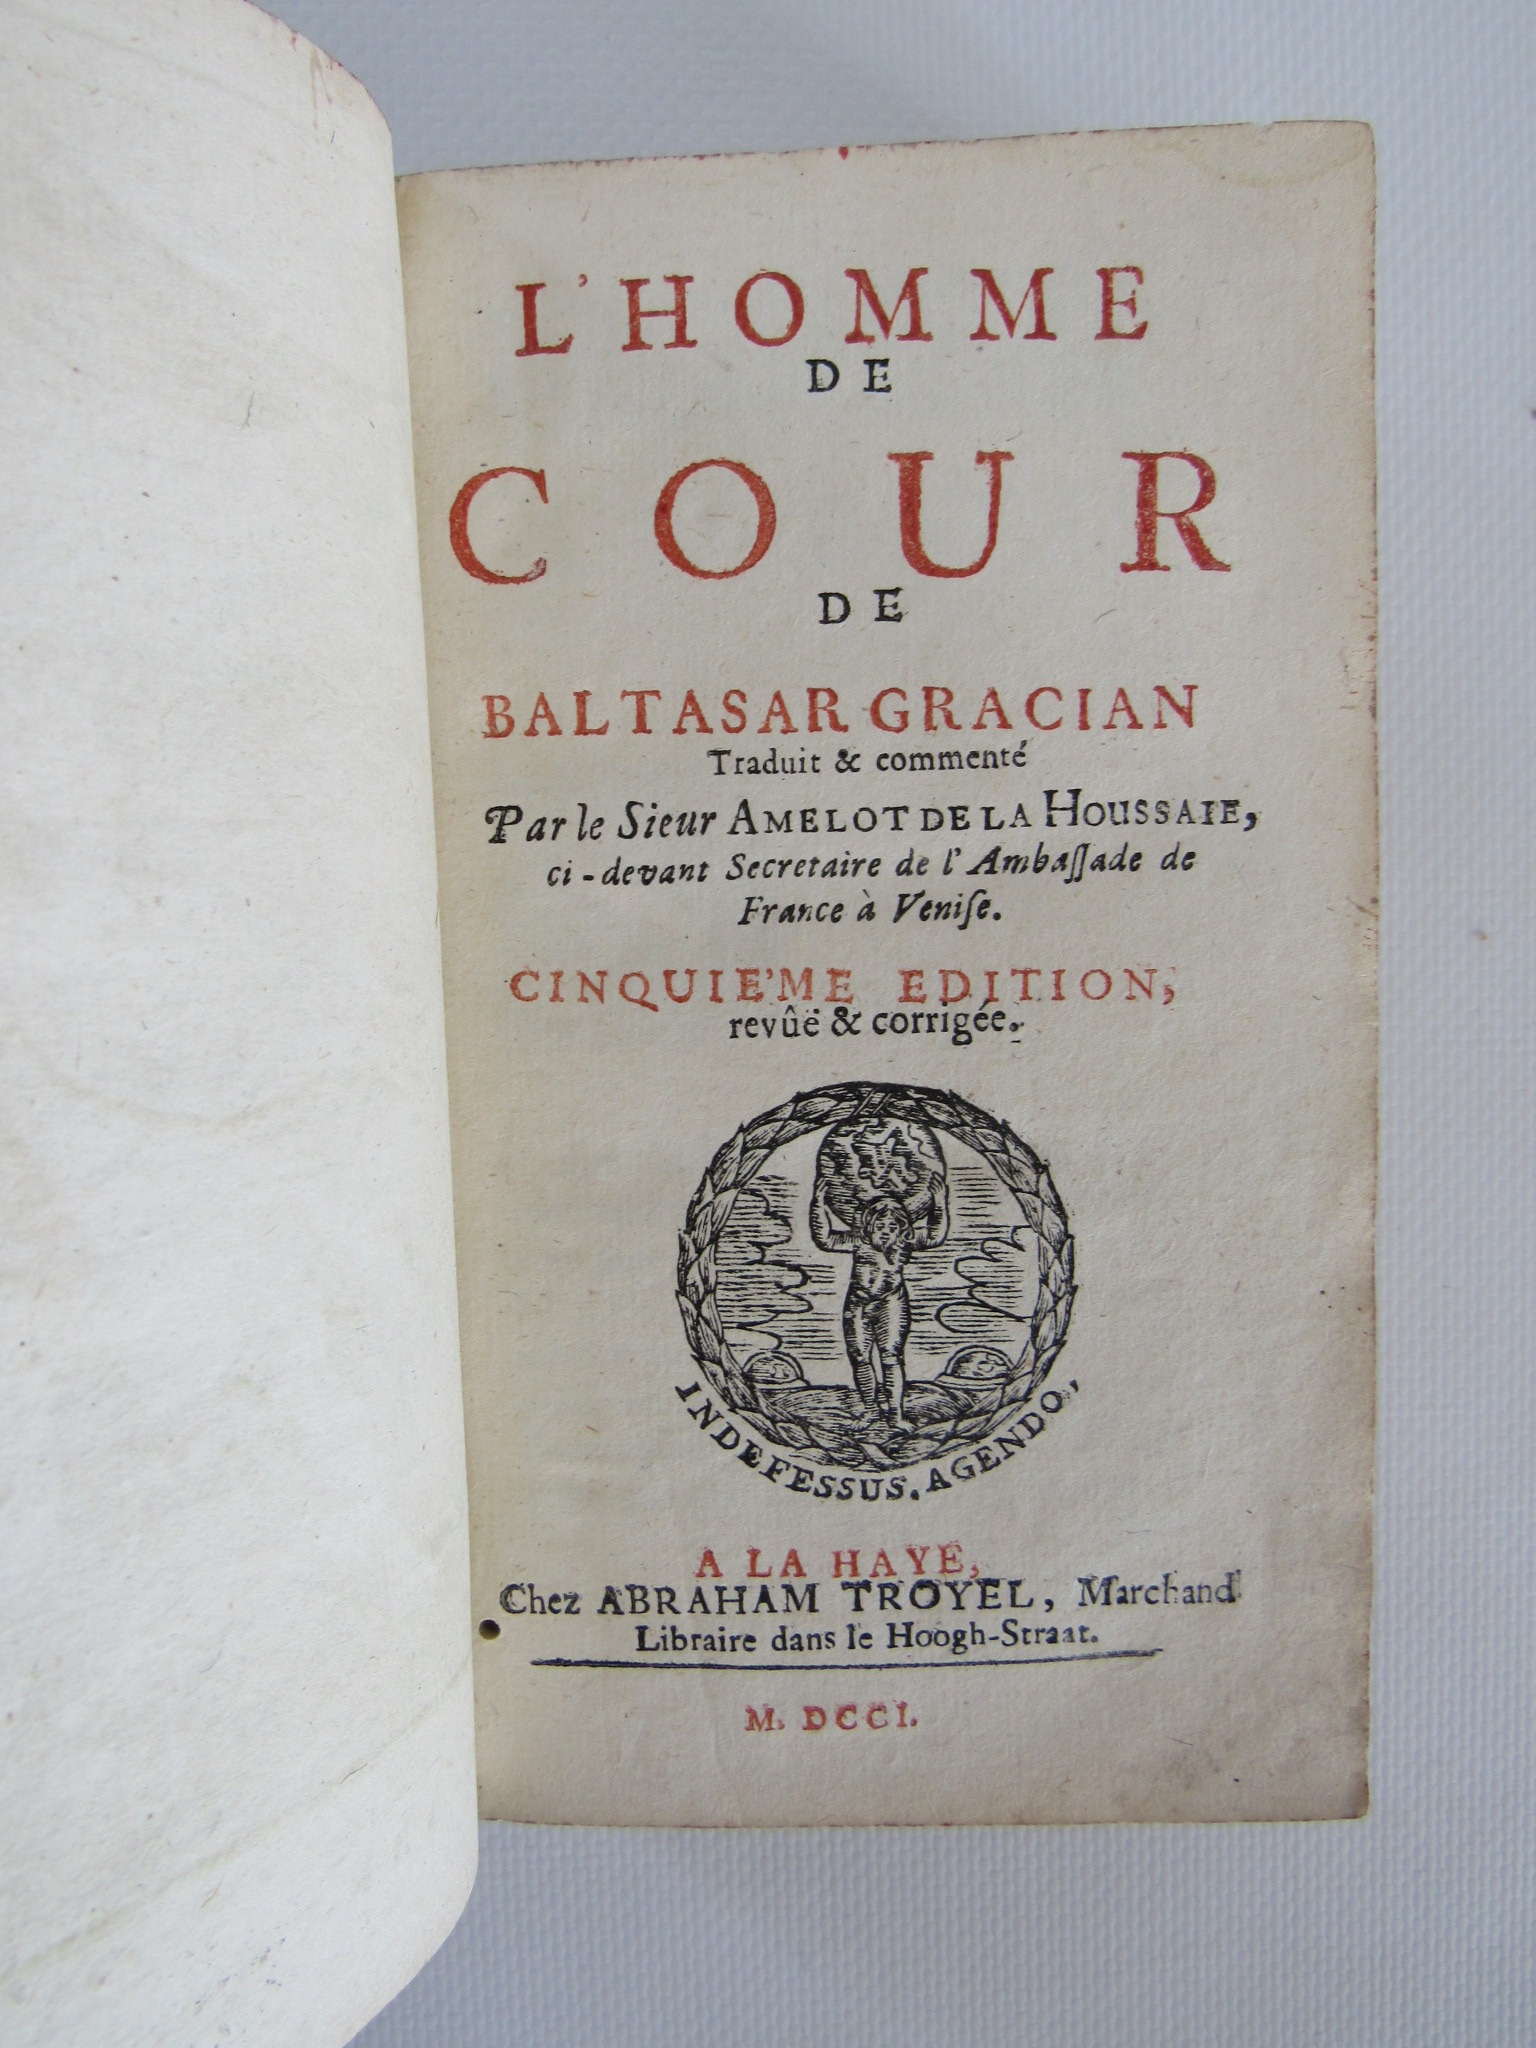 L'HOMME
DE
COUR
DE
BALTASAR GRACIAN
Traduit & commenté
Par le Sieur AMELOT DE LA HOUSSAIE,
ci-devant Secretaire de l'Ambaſſade de
France à Veniſe.
CINQUIE'ME EDITION,
revûë & corrigée.
INDEFESSUS. AGENDO,
A LA HAYE,
Chez ABRAHAM TROYEL, Marchand
Libraire dans le Hoogh-Straat.
M. DCCI.